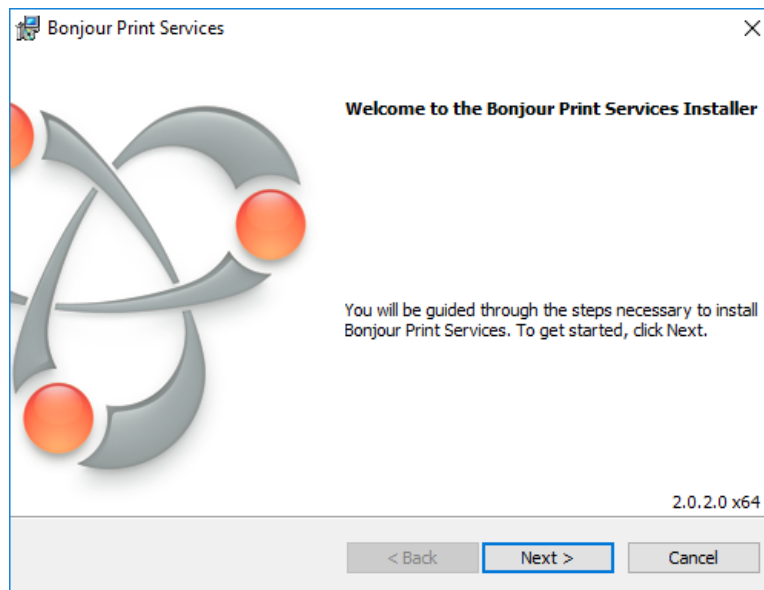 Bonjour Print Services
Welcome to the Bonjour Print Services Installer
You will be guided through the steps necessary to install
Bonjour Print Services. To get started, click Next.
2.0.2.0 x64
< Back
Next >
Cancel